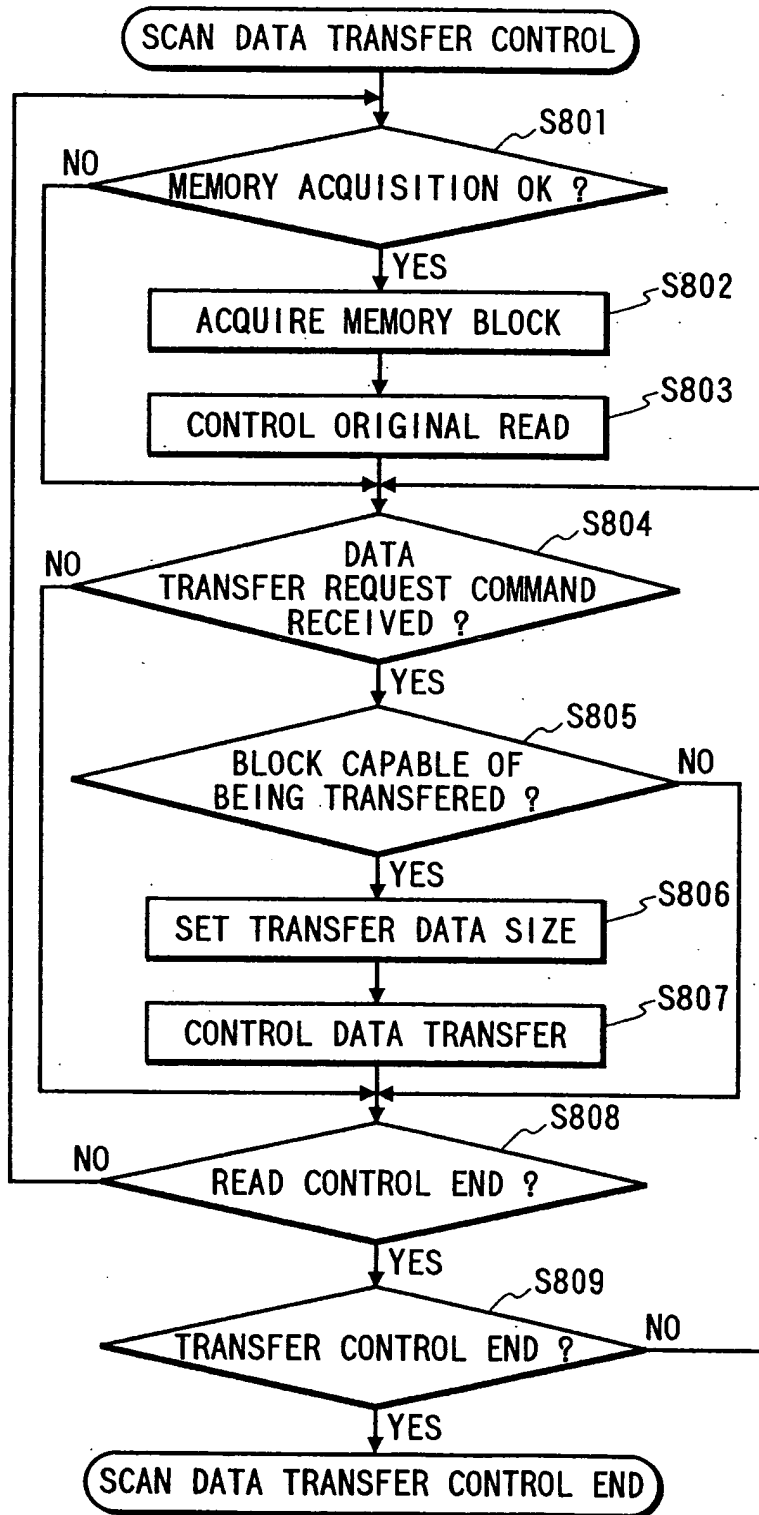 SCAN DATA TRANSFER CONTROL
S801
NO
MEMORY ACQUISITION OK ?
YES
S802
ACQUIRE MEMORY BLOCK
S803
CONTROL ORIGINAL READ
S804
NO
DATA
TRANSFER REQUEST COMMAND
RECEIVED ?
YES
S805
BLOCK CAPABLE OF
BEING TRANSFERED ?
NO
YES
S806
SET TRANSFER DATA SIZE
S807
CONTROL DATA TRANSFER
S808
NO
READ CONTROL END ?
YES
S809
TRANSFER CONTROL END ?
NO
YES
SCAN DATA TRANSFER CONTROL END